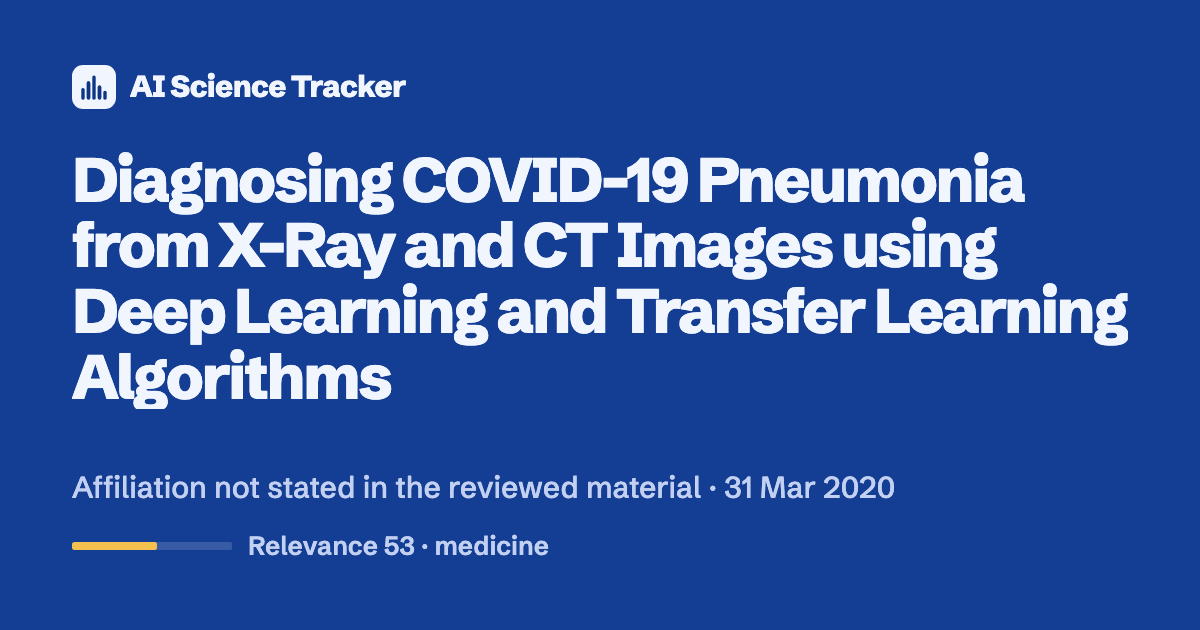 AI Science Tracker
Diagnosing COVID-19 Pneumonia
from X-Ray and CT Images using
Deep Learning and Transfer Learning
Algorithms
Affiliation not stated in the reviewed material · 31 Mar 2020
Relevance 53 · medicine